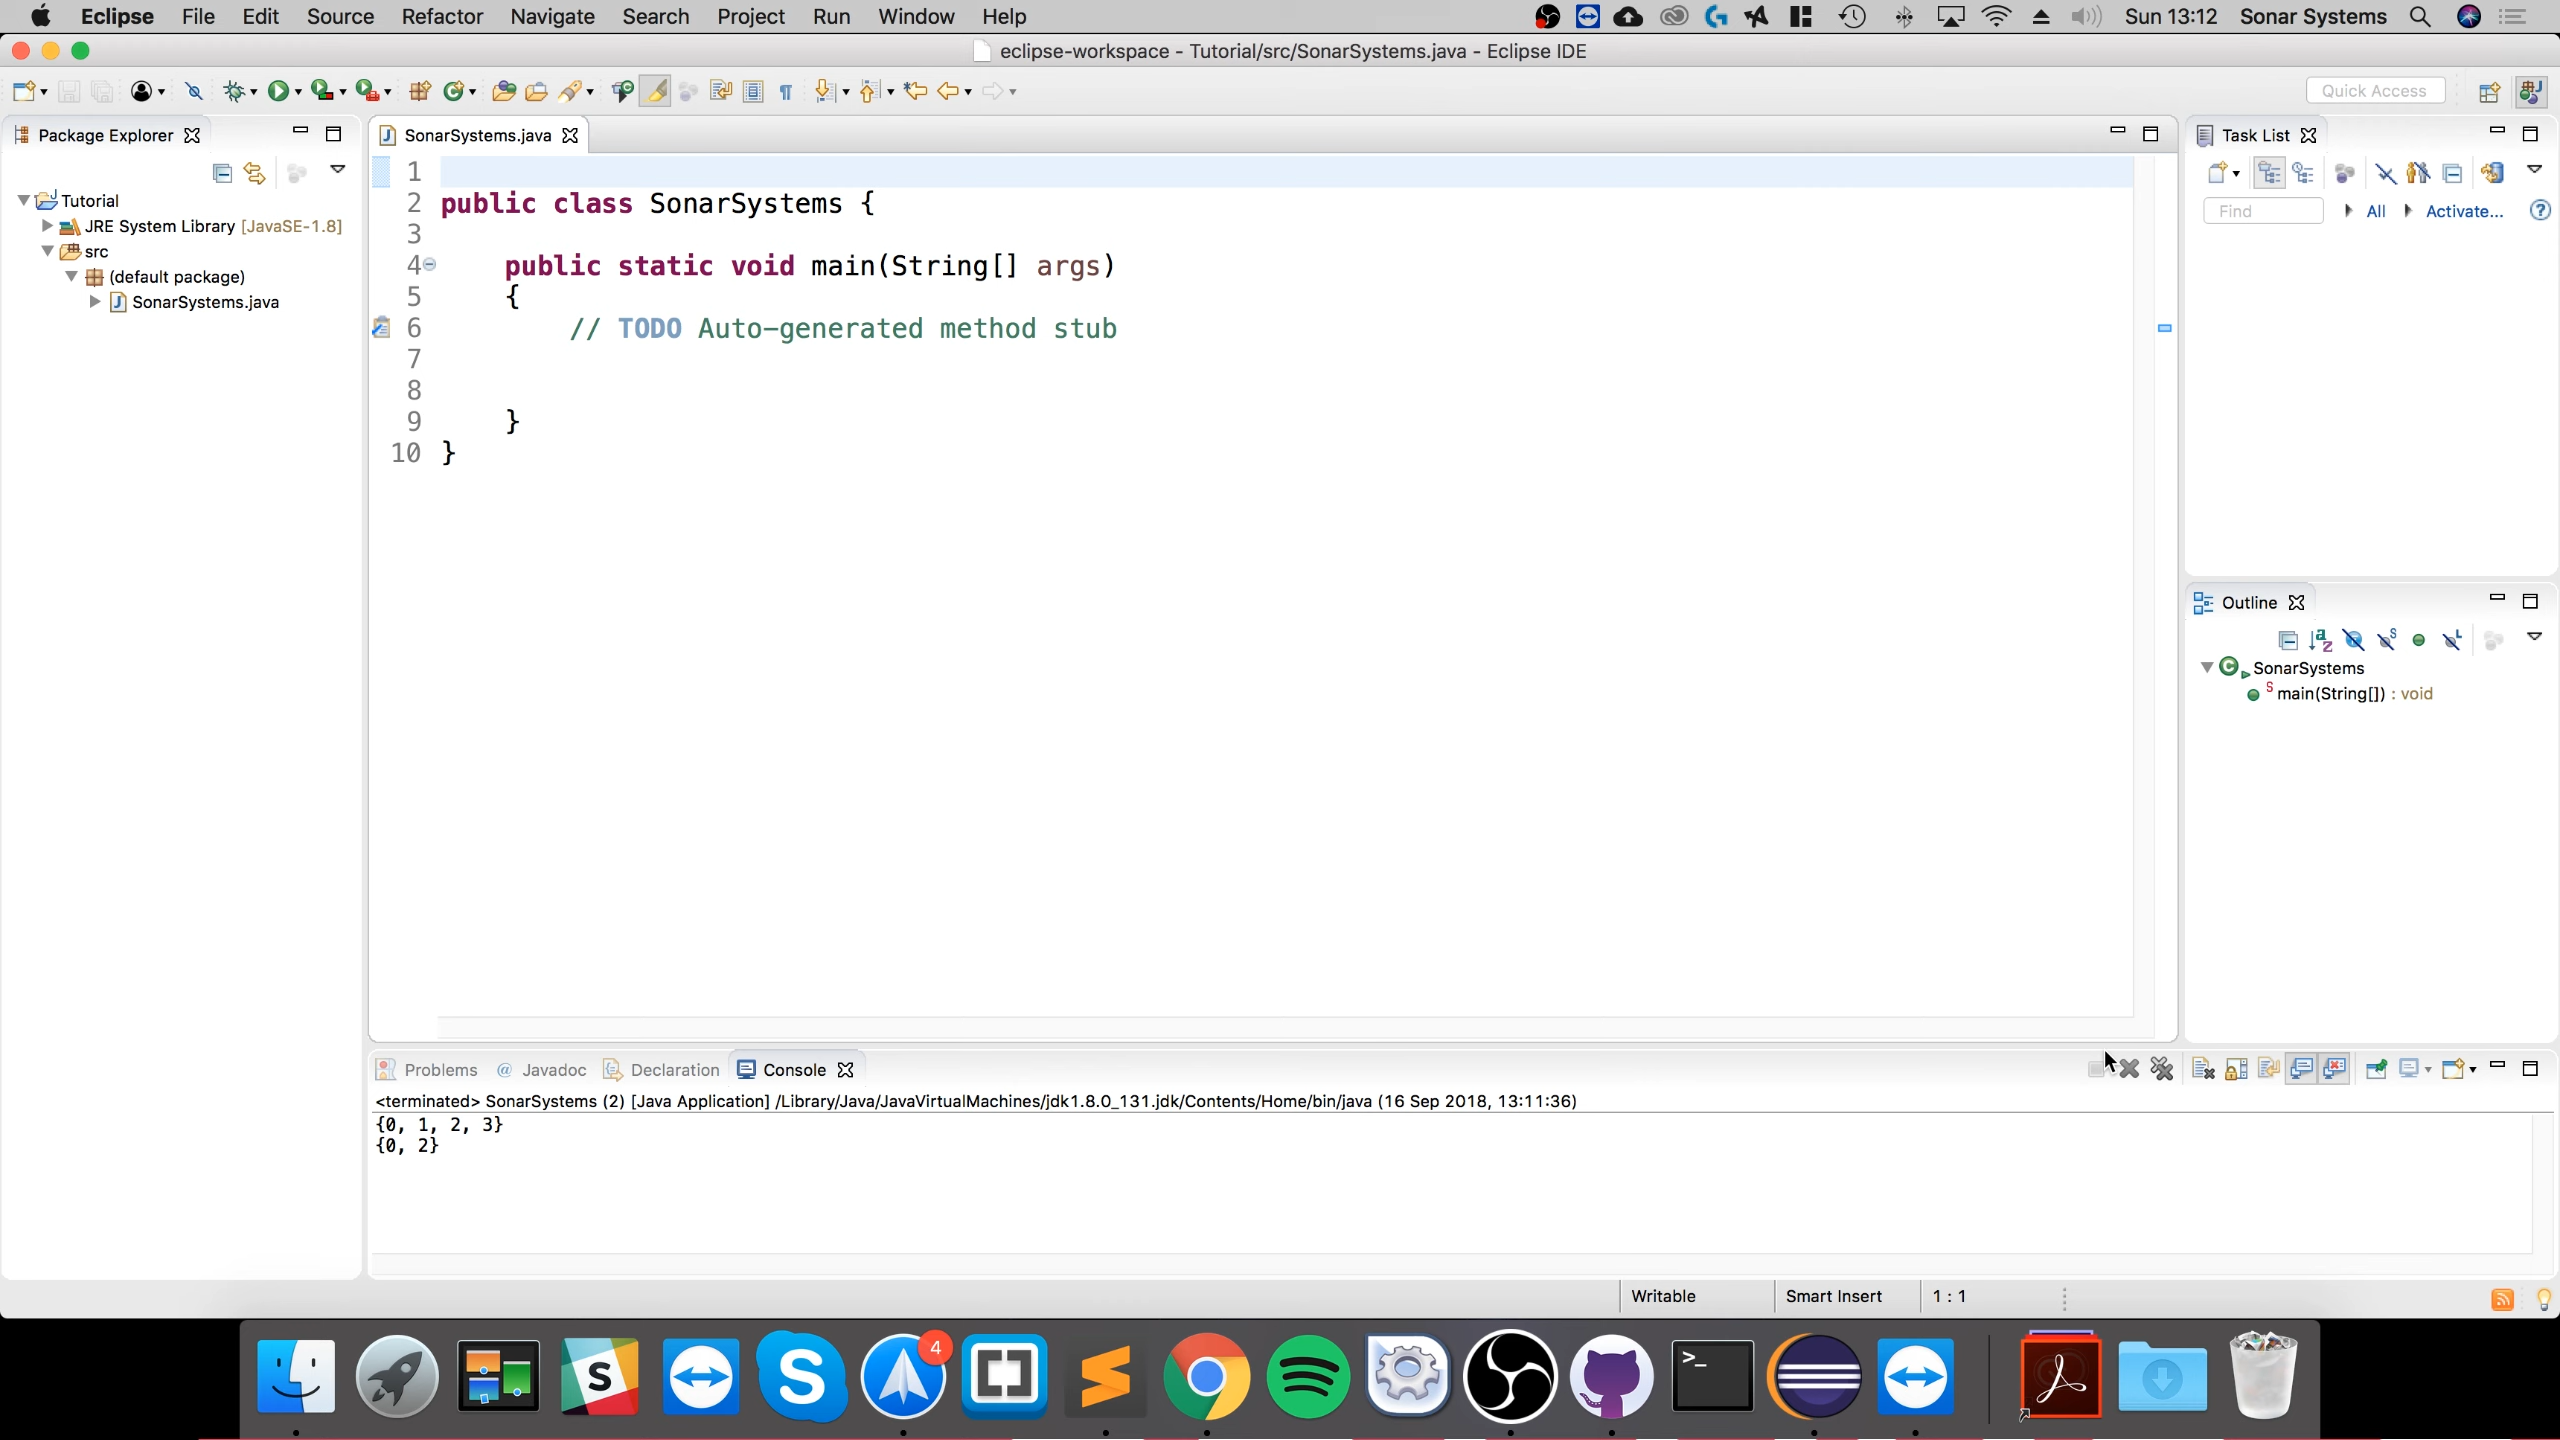 Eclipse File Edit Source Refactor Navigate Search Project Run Window Help Sun 13:12 Sonar Systems
eclipse-workspace - Tutorial/src/SonarSystems.java - Eclipse IDE
Quick Access
Package Explorer
Tutorial
JRE System Library [JavaSE-1.8]
src
(default package)
SonarSystems.java
SonarSystems.java
1
2 public class SonarSystems {
3
4 public static void main(String[] args)
5 {
6 // TODO Auto-generated method stub
7
8
9 }
10 }
Task List
Find All Activate...
Outline
SonarSystems
main(String[]) : void
Problems @ Javadoc Declaration Console
<terminated> SonarSystems (2) [Java Application] /Library/Java/JavaVirtualMachines/jdk1.8.0_131.jdk/Contents/Home/bin/java (16 Sep 2018, 13:11:36)
{0, 1, 2, 3}
{0, 2}
Writable Smart Insert 1 : 1
4